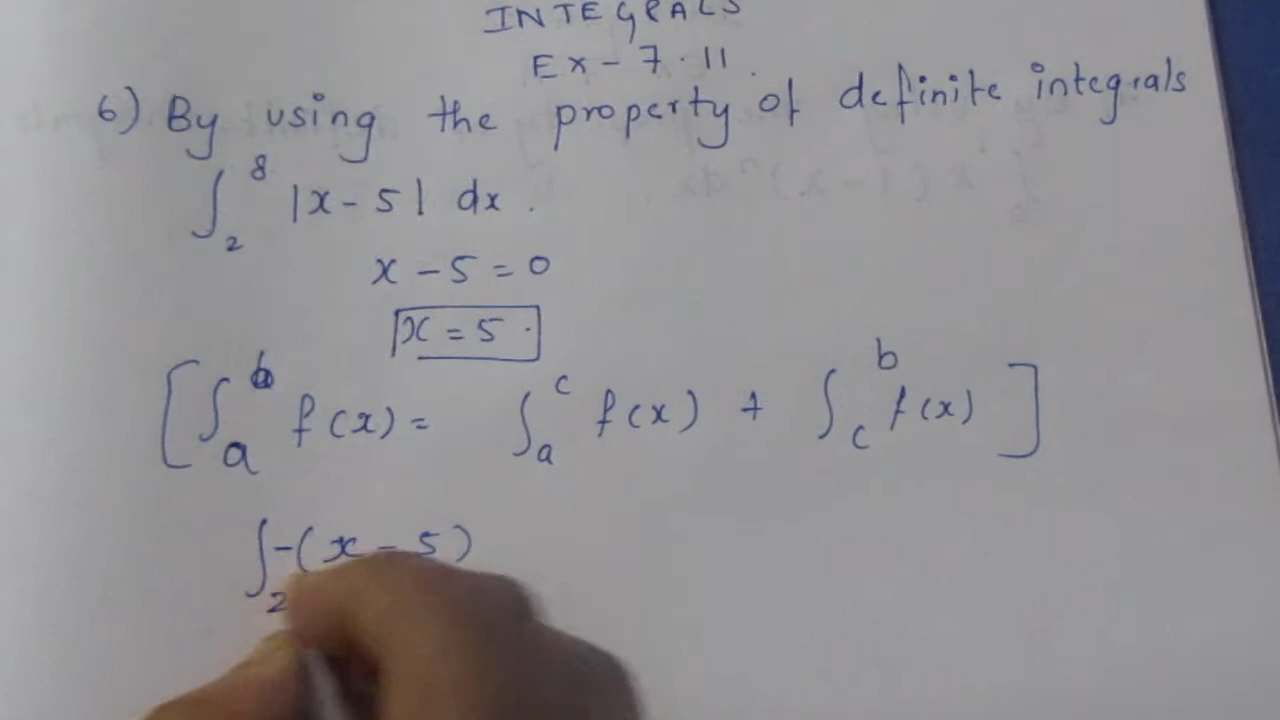 INTEGRALS
Ex - 7.11.
6) By using the property of definite integrals
∫₂⁸ |x - 5| dx.
x - 5 = 0
x = 5.
[∫ₐᵇ f(x) = ∫ₐᶜ f(x) + ∫꜀ᵇ f(x)]
∫₂ -(x - 5)